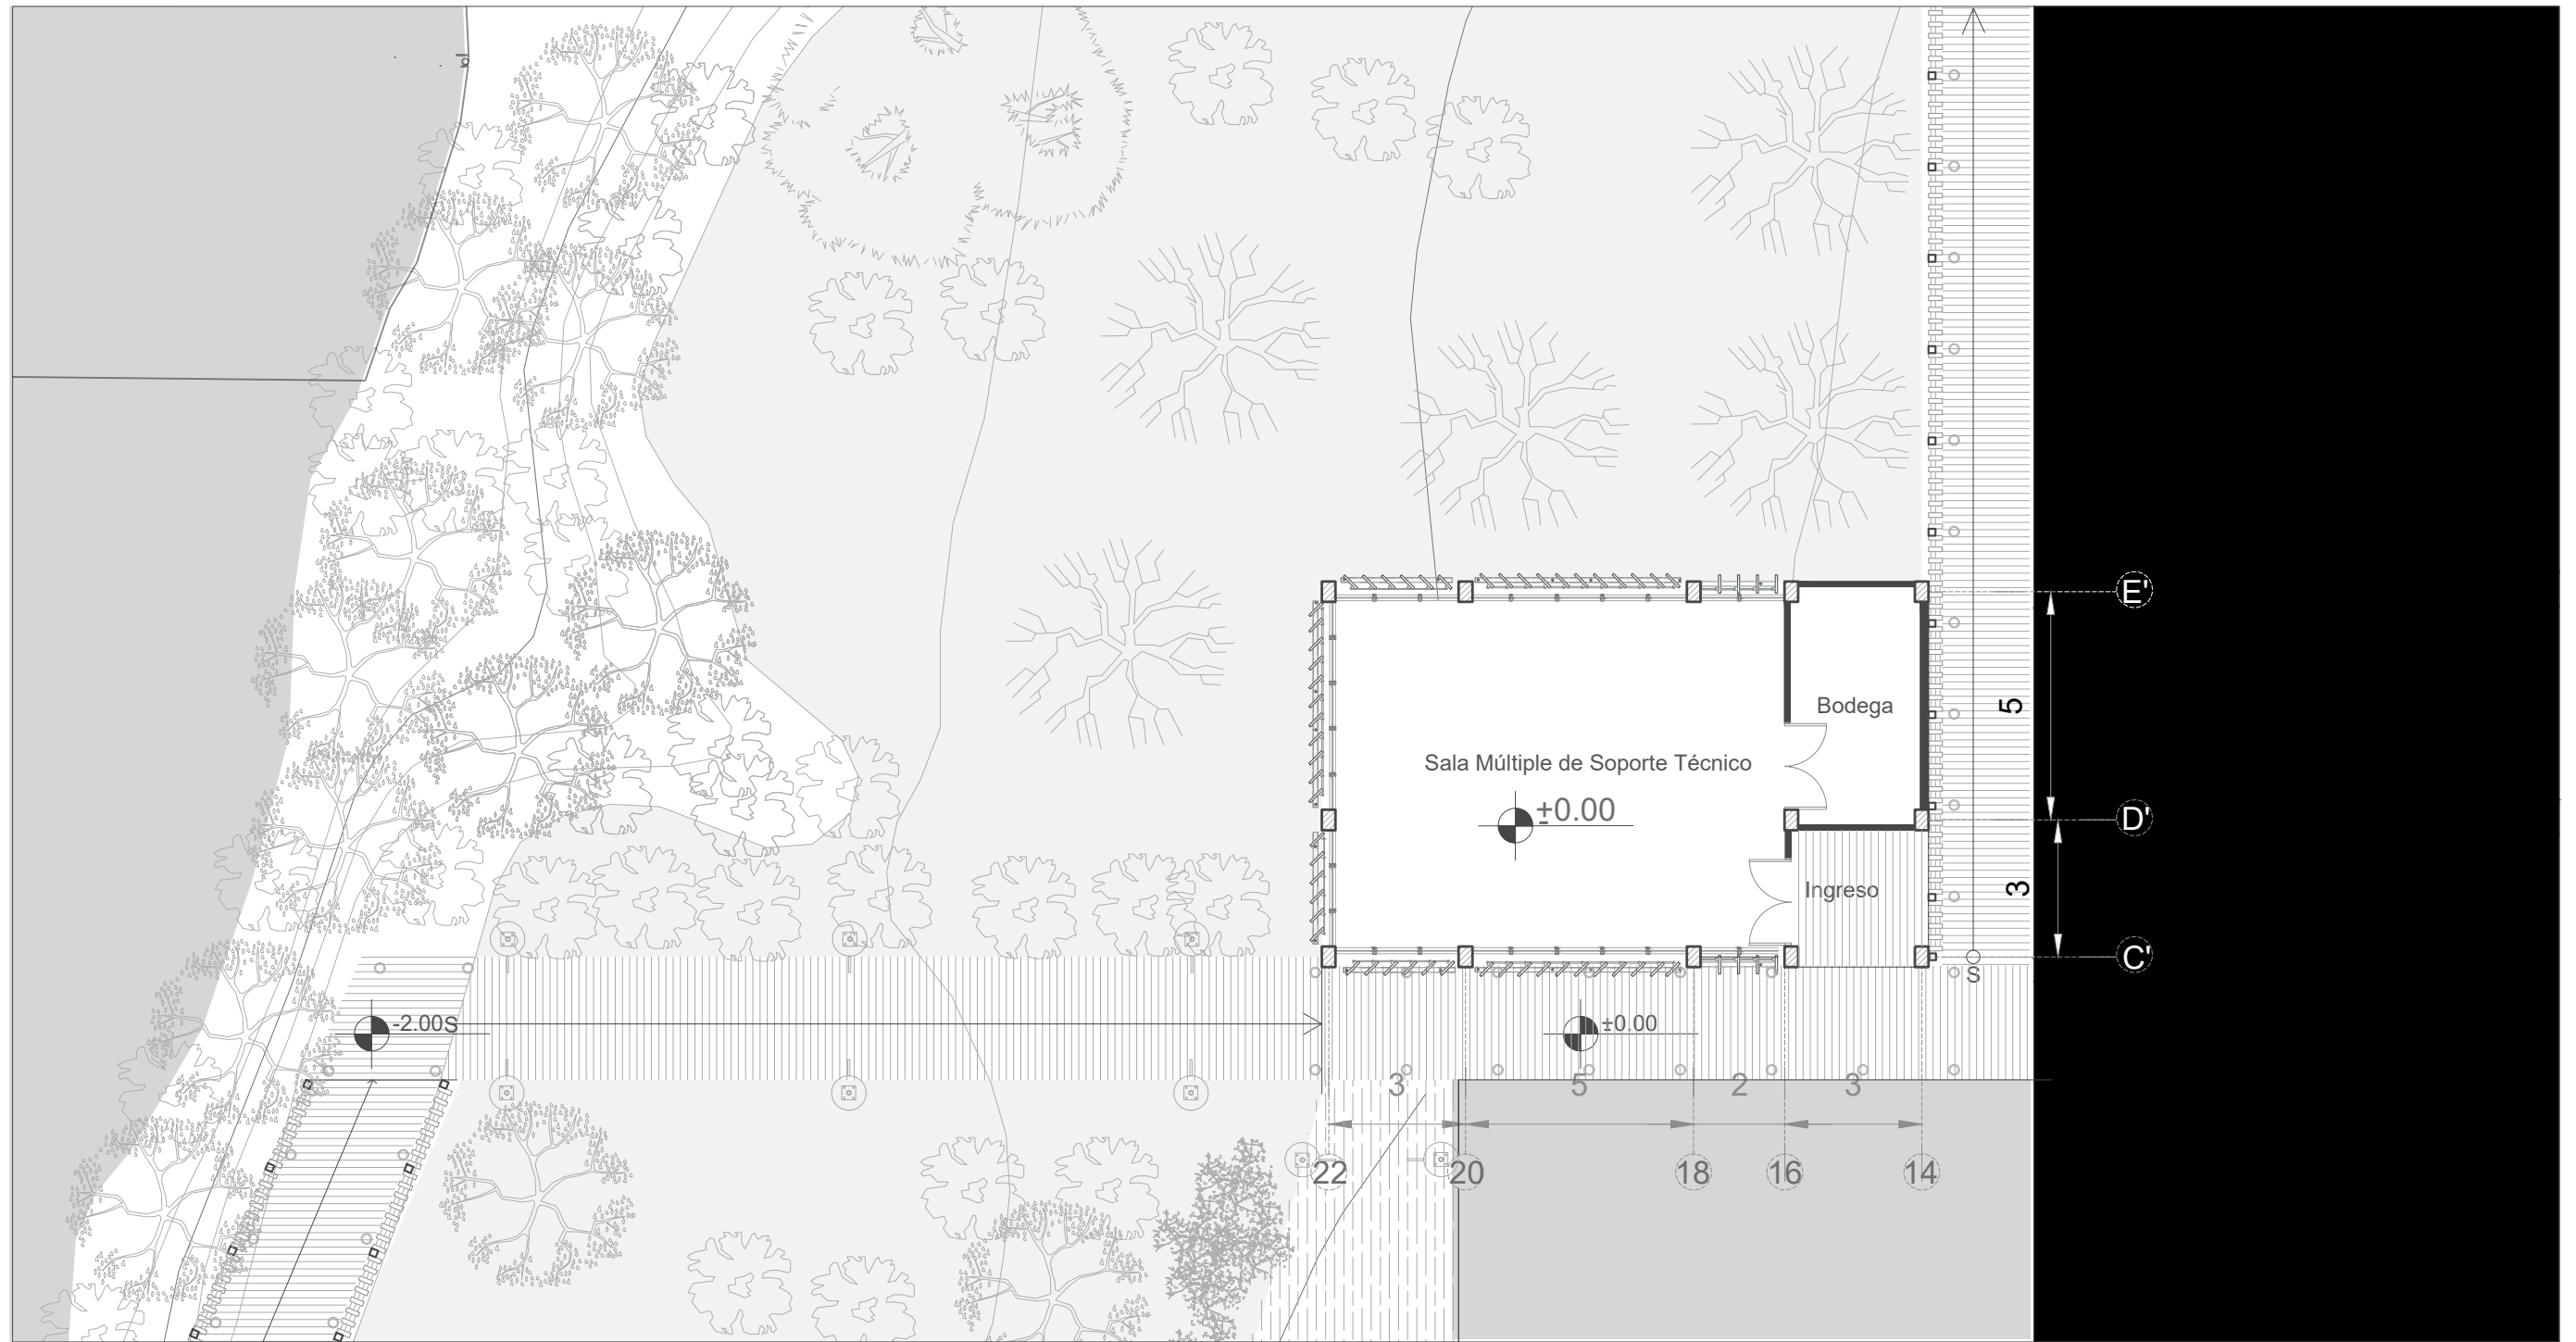 E'
5
Bodega
Sala Múltiple de Soporte Técnico
±0.00
D'
3
Ingreso
C'
S
-2.00S
±0.00
3 5 2 3
22 20 18 16 14